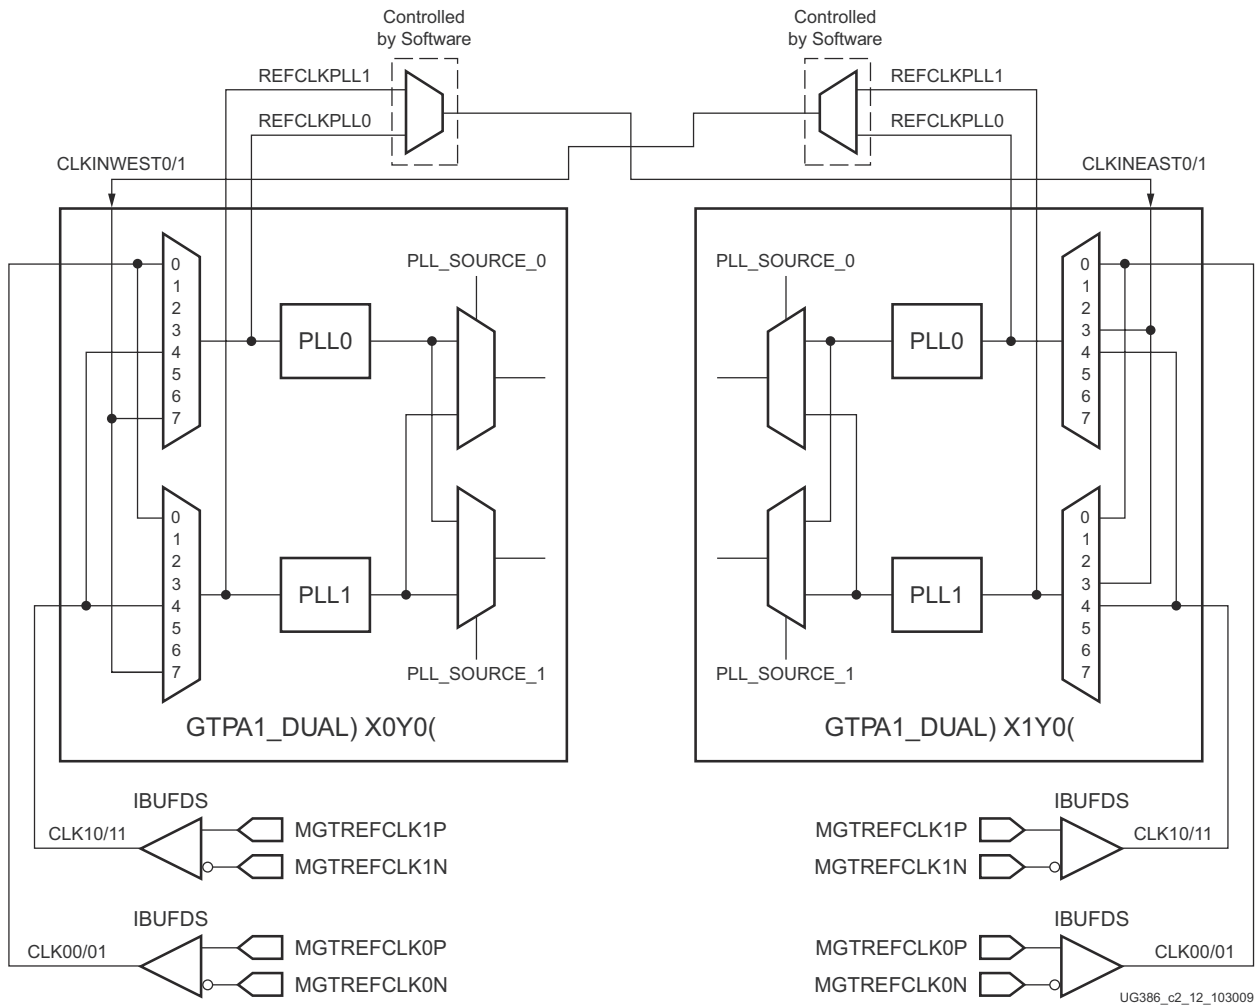 Controlled
by Software
Controlled
by Software
REFCLKPLL1
REFCLKPLL1
REFCLKPLL0
REFCLKPLL0
CLKINWEST0/1
CLKINEAST0/1
PLL_SOURCE_0
PLL_SOURCE_0
0
1
2
3
4
5
6
7
PLL0
PLL0
0
1
2
3
4
5
6
7
0
1
2
3
4
5
6
7
PLL1
PLL1
0
1
2
3
4
5
6
7
PLL_SOURCE_1
PLL_SOURCE_1
GTPA1_DUAL) X0Y0(
GTPA1_DUAL) X1Y0(
IBUFDS
CLK10/11
MGTREFCLK1P
MGTREFCLK1N
IBUFDS
MGTREFCLK1P
CLK10/11
MGTREFCLK1N
IBUFDS
CLK00/01
MGTREFCLK0P
MGTREFCLK0N
IBUFDS
MGTREFCLK0P
CLK00/01
MGTREFCLK0N
UG386_c2_12_103009